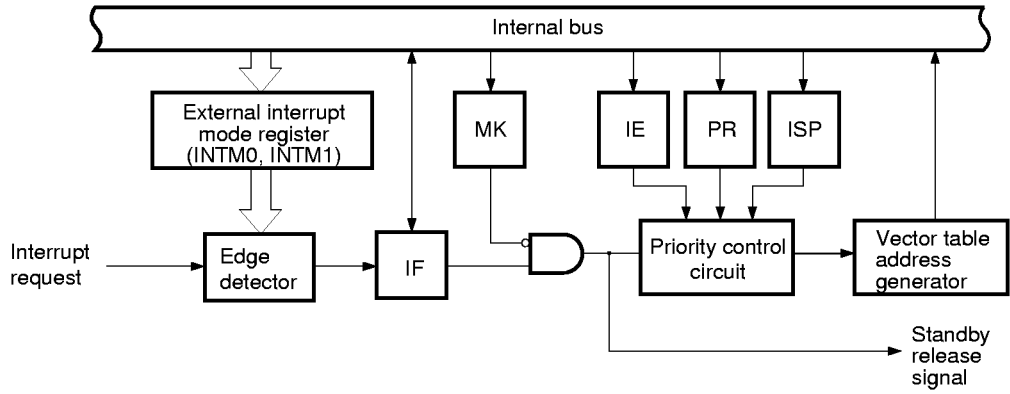 Internal bus
External interrupt
mode register
(INTM0, INTM1)
MK
IE
PR
ISP
Interrupt
request
Edge
detector
IF
Priority control
circuit
Vector table
address
generator
Standby
release
signal